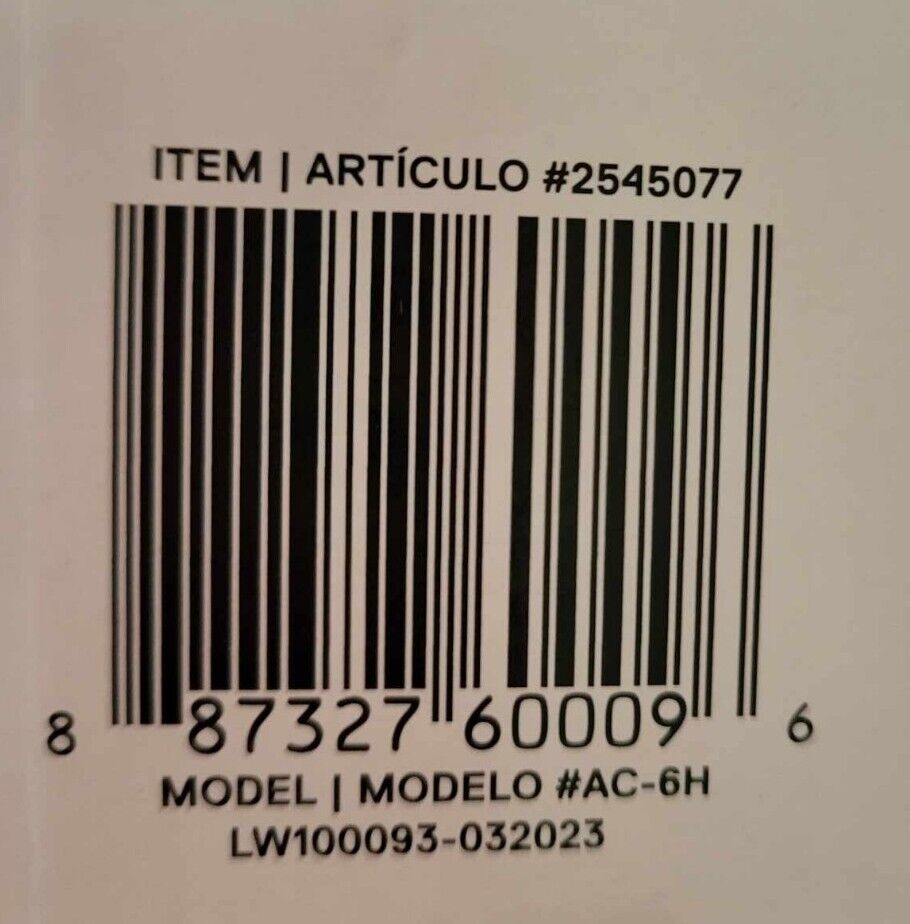 ITEM | ARTÍCULO #2545077
8 87327 60009 6
MODEL | MODELO #AC-6H
LW100093-032023